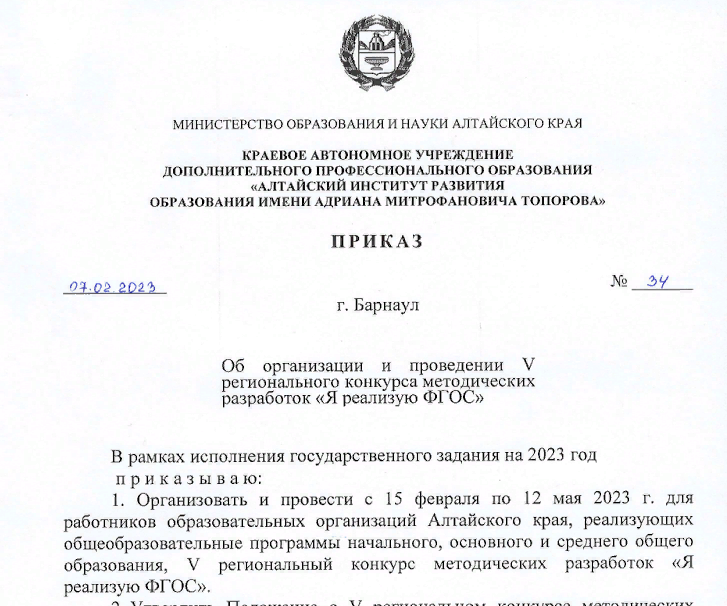 МИНИСТЕРСТВО ОБРАЗОВАНИЯ И НАУКИ АЛТАЙСКОГО КРАЯ
КРАЕВОЕ АВТОНОМНОЕ УЧРЕЖДЕНИЕ
ДОПОЛНИТЕЛЬНОГО ПРОФЕССИОНАЛЬНОГО ОБРАЗОВАНИЯ
«АЛТАЙСКИЙ ИНСТИТУТ РАЗВИТИЯ
ОБРАЗОВАНИЯ ИМЕНИ АДРИАНА МИТРОФАНОВИЧА ТОПОРОВА»
ПРИКАЗ
07.02.2023 № 34
г. Барнаул
Об организации и проведении V
регионального конкурса методических
разработок «Я реализую ФГОС»
В рамках исполнения государственного задания на 2023 год
п р и к а з ы в а ю:
1. Организовать и провести с 15 февраля по 12 мая 2023 г. для
работников образовательных организаций Алтайского края, реализующих
общеобразовательные программы начального, основного и среднего общего
образования, V региональный конкурс методических разработок «Я
реализую ФГОС».
2. Утвердить Положение о V региональном конкурсе методических